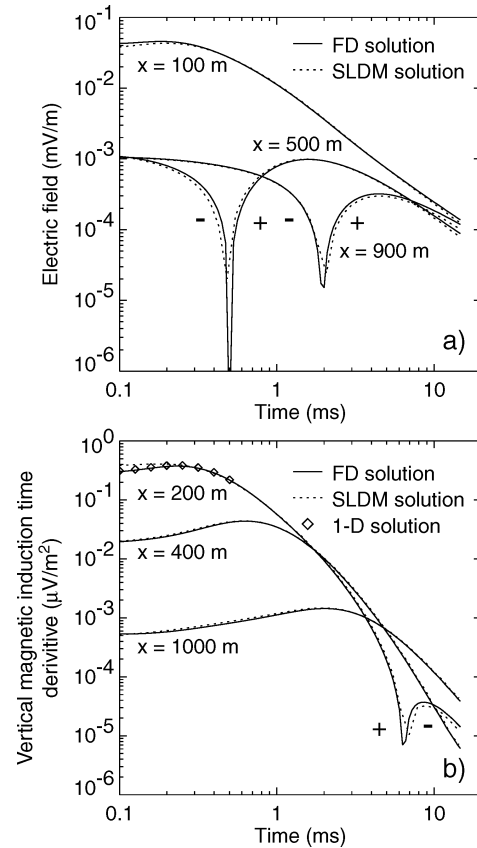 10-1
10-2
10-3
10-4
10-5
10-6
Electric field (mV/m)
FD solution
SLDM solution
x = 100 m
x = 500 m
- + - +
x = 900 m
a)
0.1 1 10
Time (ms)
100
10-1
10-2
10-3
10-4
10-5
10-6
Vertical magnetic induction time
derivitive (μV/m2)
FD solution
SLDM solution
1-D solution
x = 200 m
x = 400 m
x = 1000 m
+ -
b)
0.1 1 10
Time (ms)